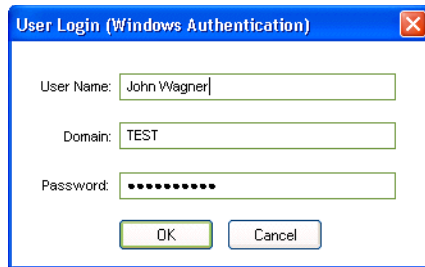 User Login (Windows Authentication)
User Name: John Wagner
Domain: TEST
Password: ••••••••••
OK Cancel